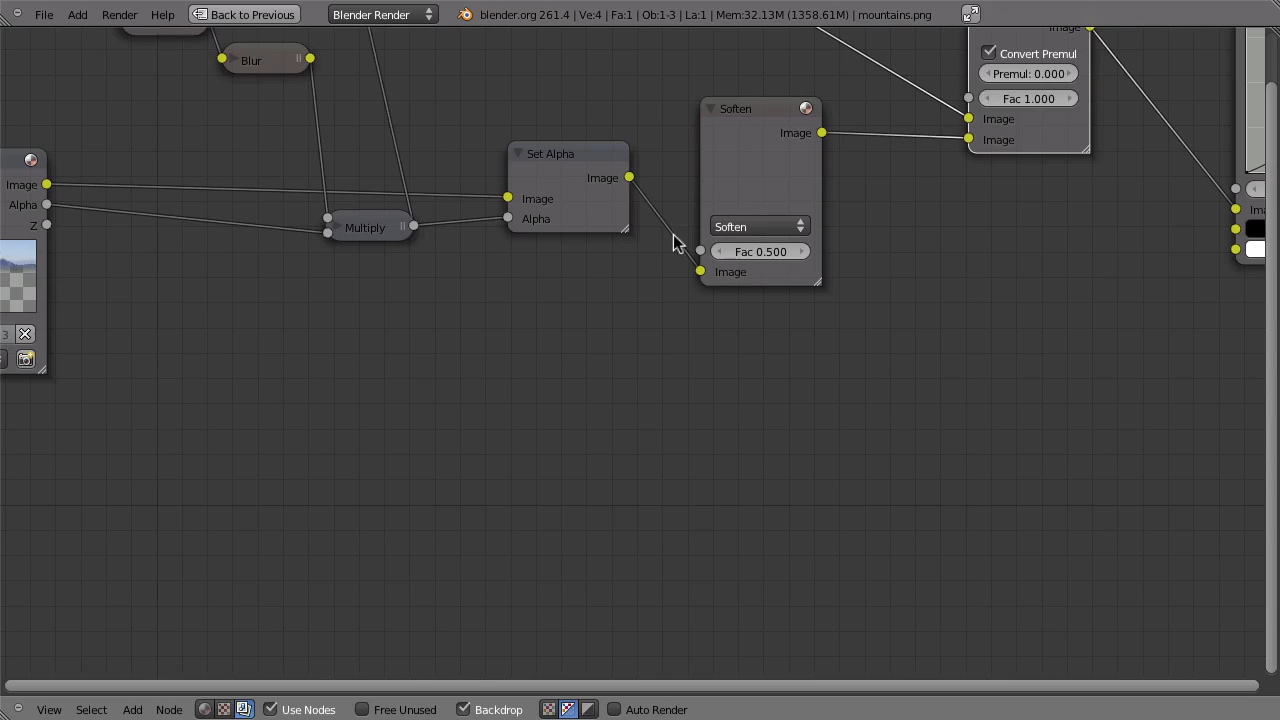 File Add Render Help Back to Previous Blender Render blender.org 261.4 | Ve:4 | Fa:1 | Ob:1-3 | La:1 | Mem:32.13M (1358.61M) | mountains.png
Image
Blur
Convert Premul
Premul: 0.000
Fac 1.000
Image
Image
Soften
Image
Soften
Fac 0.500
Image
Set Alpha
Image
Image
Alpha
Multiply
Image
Alpha
Z
3
View Select Add Node Use Nodes Free Unused Backdrop Auto Render